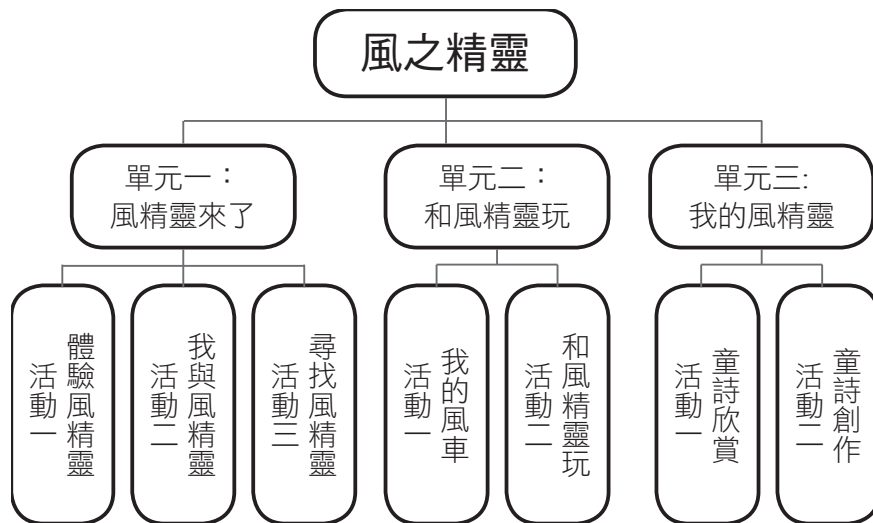 風之精靈
單元一：
風精靈來了
單元二：
和風精靈玩
單元三:
我的風精靈
體驗風精靈
活動一
我與風精靈
活動二
尋找風精靈
活動三
我的風車
活動一
和風精靈玩
活動二
童詩欣賞
活動一
童詩創作
活動二